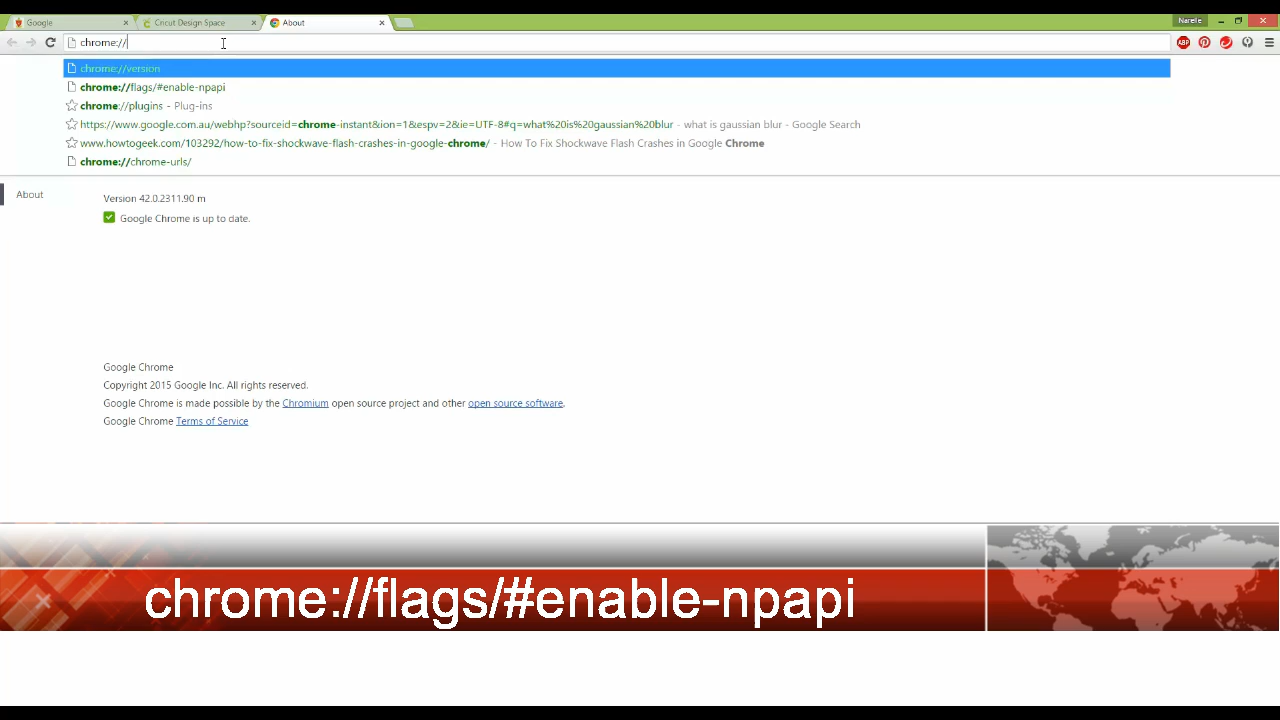 Google
Cricut Design Space
About
Narelle
chrome://
ABP
chrome://version
chrome://flags/#enable-npapi
chrome://plugins - Plug-ins
https://www.google.com.au/webhp?sourceid=chrome-instant&ion=1&espv=2&ie=UTF-8#q=what%20is%20gaussian%20blur - what is gaussian blur - Google Search
www.howtogeek.com/103292/how-to-fix-shockwave-flash-crashes-in-google-chrome/ - How To Fix Shockwave Flash Crashes in Google Chrome
chrome://chrome-urls/
About
Version 42.0.2311.90 m
Google Chrome is up to date.
Google Chrome
Copyright 2015 Google Inc. All rights reserved.
Google Chrome is made possible by the Chromium open source project and other open source software.
Google Chrome Terms of Service
chrome://flags/#enable-npapi